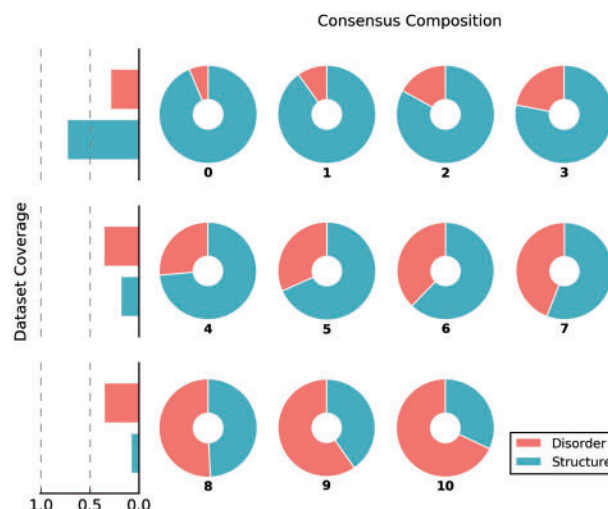 Consensus Composition
0 1 2 3
Dataset Coverage
4 5 6 7
8 9 10
Disorder
Structure
1.0 0.5 0.0